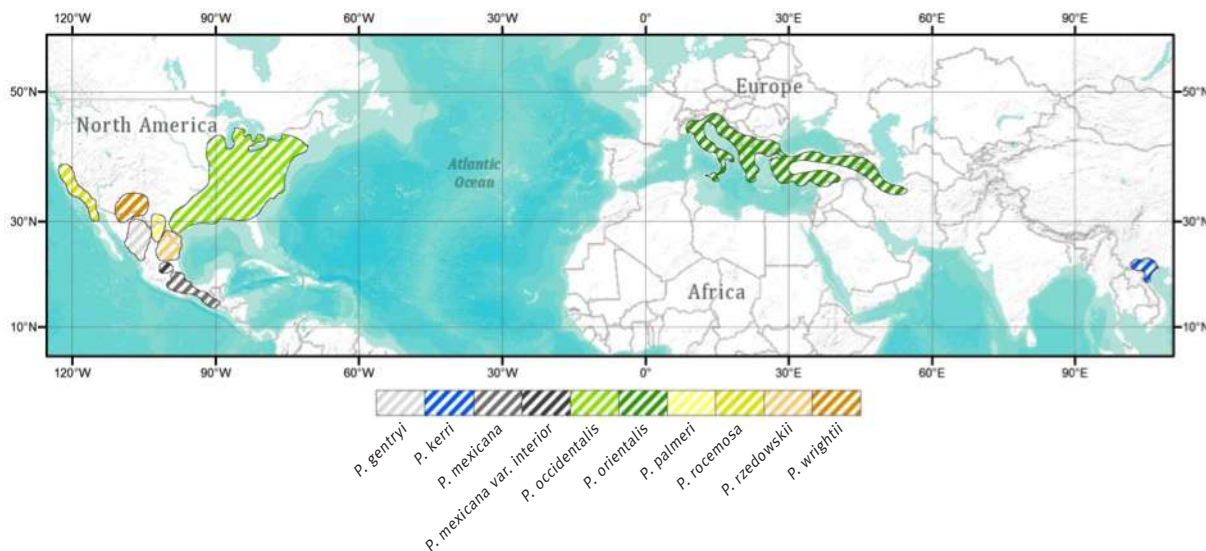 120°W 90°W 60°W 30°W 0° 30°E 60°E 90°E
50°N 50°N
North America
Europe
Atlantic
Ocean
30°N 30°N
Africa
10°N 10°N
120°W 90°W 60°W 30°W 0° 30°E 60°E 90°E
P. gentryi
P. kerri
P. mexicana
P. mexicana var. interior
P. occidentalis
P. orientalis
P. palmeri
P. rocemosa
P. rzedowskii
P. wrightii